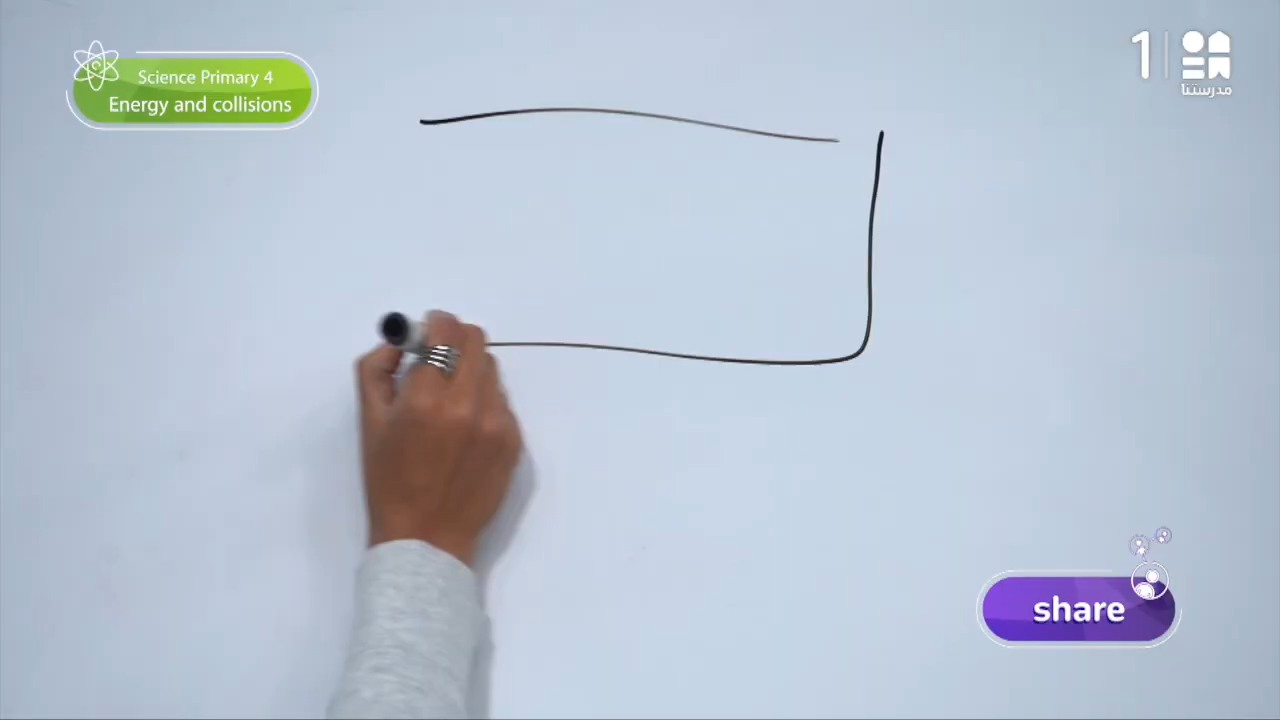 Science Primary 4
Energy and collisions
1
مدرستنا
share